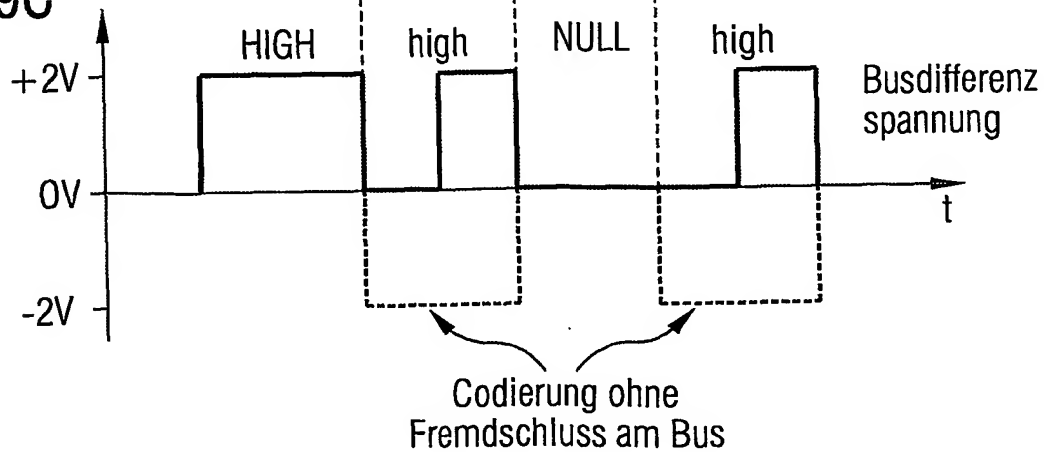 9C
HIGH
high
NULL
high
+2V
Busdifferenz
spannung
0V
t
-2V
Codierung ohne
Fremdschluss am Bus